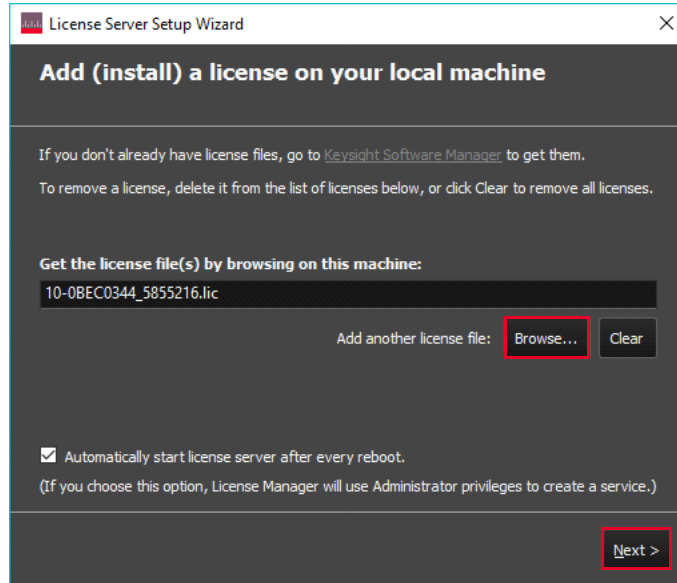 License Server Setup Wizard
Add (install) a license on your local machine
If you don't already have license files, go to Keysight Software Manager to get them.
To remove a license, delete it from the list of licenses below, or click Clear to remove all licenses.
Get the license file(s) by browsing on this machine:
10-0BEC0344_5855216.lic
Add another license file: Browse... Clear
Automatically start license server after every reboot.
(If you choose this option, License Manager will use Administrator privileges to create a service.)
Next >